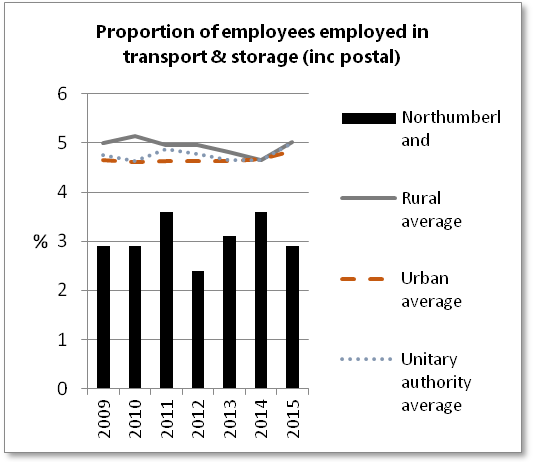 Proportion of employees employed in
transport & storage (inc postal)
6
5
4
3
2
1
0
%
2009
2010
2011
2012
2013
2014
2015
Northumberl
and
Rural
average
Urban
average
Unitary
authority
average